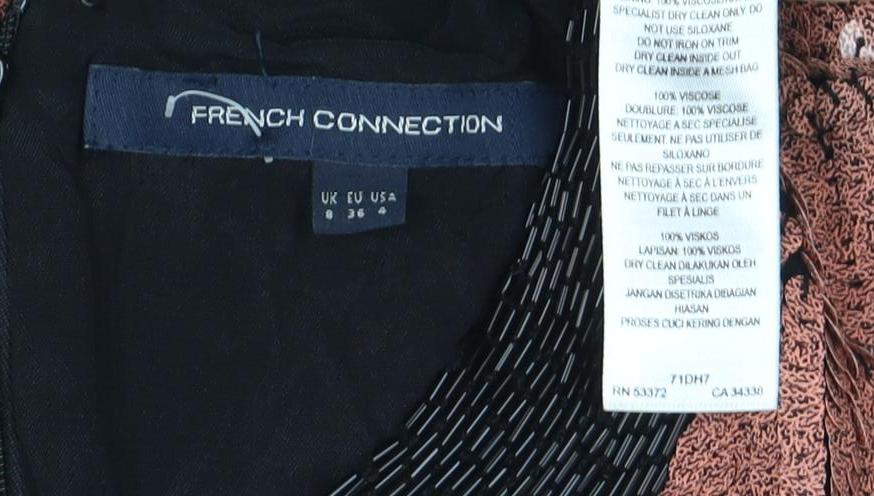 FRENCH CONNECTION
UK EU USA
8 36 4
SPECIALIST DRY CLEAN ONLY. DO
NOT USE SILOXANE
DO NOT IRON ON TRIM
DRY CLEAN INSIDE OUT
DRY CLEAN INSIDE A MESH BAG
100% VISCOSE
DOUBLURE: 100% VISCOSE
NETTOYAGE A SEC SPECIALISE
SEULEMENT. NE PAS UTILISER DE
SILOXANO
NE PAS REPASSER SUR BORDURE
NETTOYAGE À SEC À L'ENVERS
NETTOYAGE À SEC DANS UN
FILET À LINGE
100% VISKOS
LAPISAN: 100% VISKOS
DRY CLEAN DILAKUKAN OLEH
SPESIALIS
JANGAN DISETRIKA DIBAGIAN
HIASAN
PROSES CUCI KERING DENGAN
71DH7
RN 53372 CA 34338